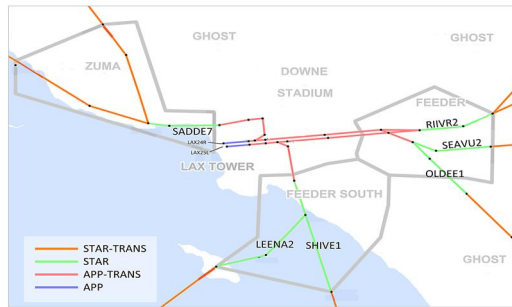 GHOST
GHOST
ZUMA
DOWNE
STADIUM
FEEDER
RIIVR2
SADDE7
LAX24R
LAX25L
SEAVU2
LAX TOWER
OLDEE1
FEEDER SOUTH
LEENA2
SHIVE1
GHOST
STAR-TRANS
STAR
APP-TRANS
APP